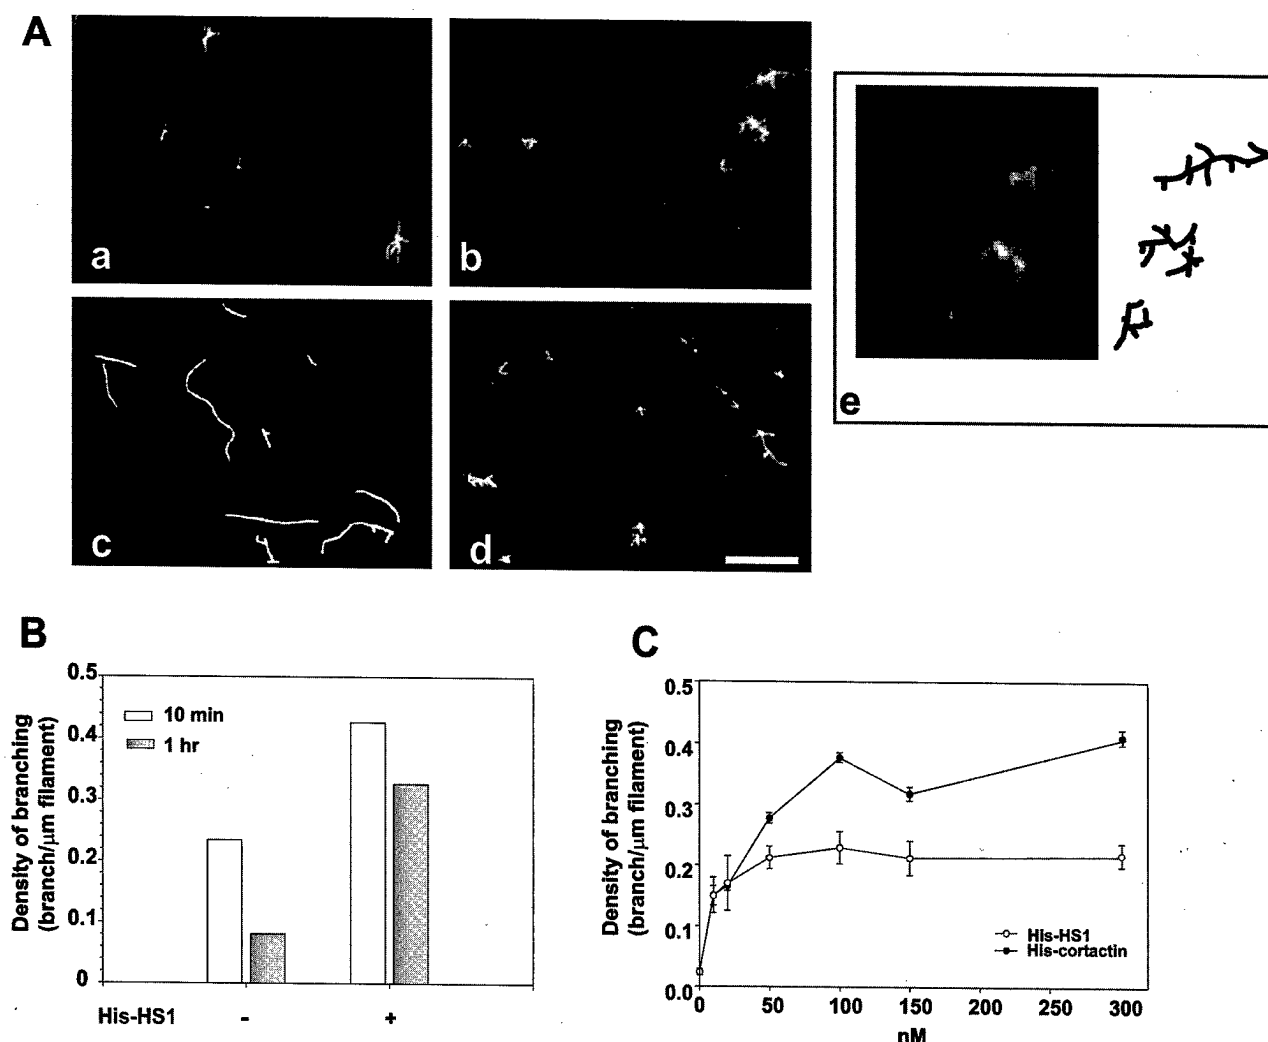 A
a
b
c
d
e
B
0.5
0.4
0.3
0.2
0.1
0
Density of branching
(branch/µm filament)
10 min
1 hr
His-HS1
-
+
C
0.5
0.4
0.3
0.2
0.1
0.0
Density of branching
(branch/µm filament)
His-HS1
His-cortactin
0 50 100 150 200 250 300
nM